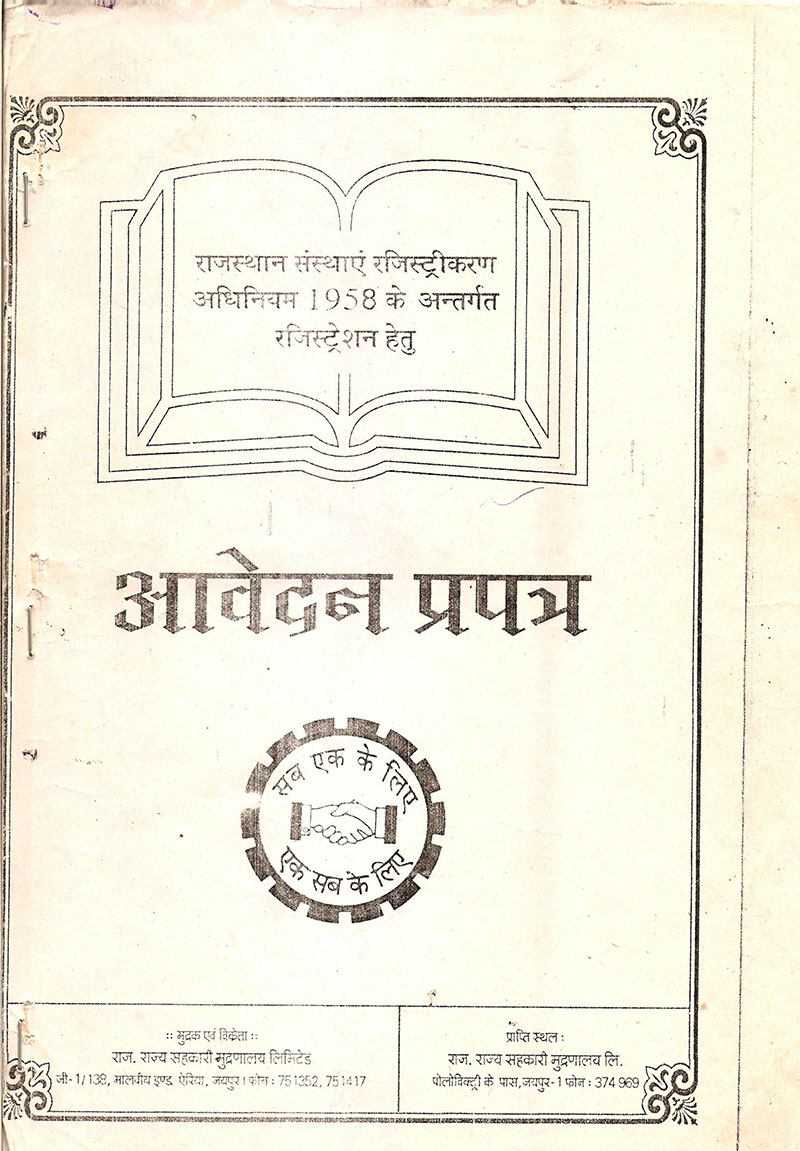 राजस्थान संस्थाएं रजिस्ट्रीकरण
अधिनियम 1958 के अन्तर्गत
रजिस्ट्रेशन हेतु
आवेदन प्रपत्र
सब एक के लिए
एक सब के लिए
:: मुद्रक एवं विक्रेता ::
राज. राज्य सहकारी मुद्रणालय लिमिटेड
जी-1/138, मालवीय इण्ड. ऐरिया, जयपुर। फोन : 751352, 751417
प्राप्ति स्थल :
राज. राज्य सहकारी मुद्रणालय लि.
पोलोविक्ट्री के पास, जयपुर-1 फोन : 374969